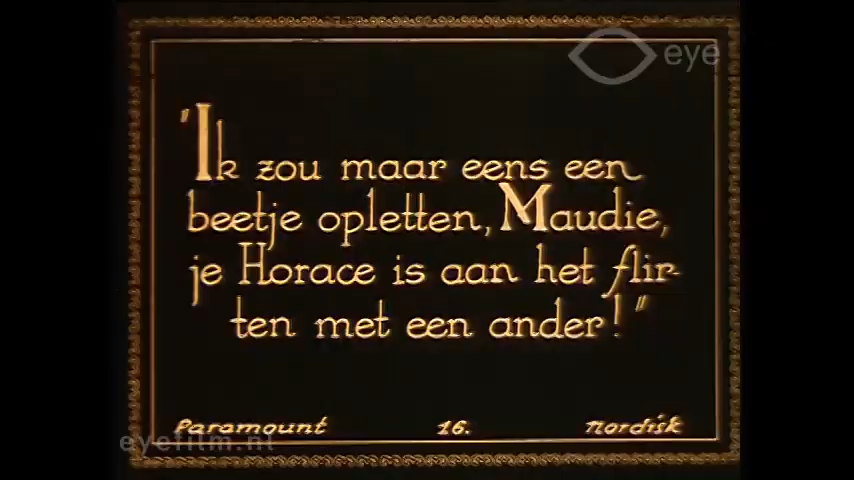 eye
"Ik zou maar eens een
beetje opletten, Maudie,
je Horace is aan het flir-
ten met een ander!"
Paramount 16. Nordisk
eyefilm.nl